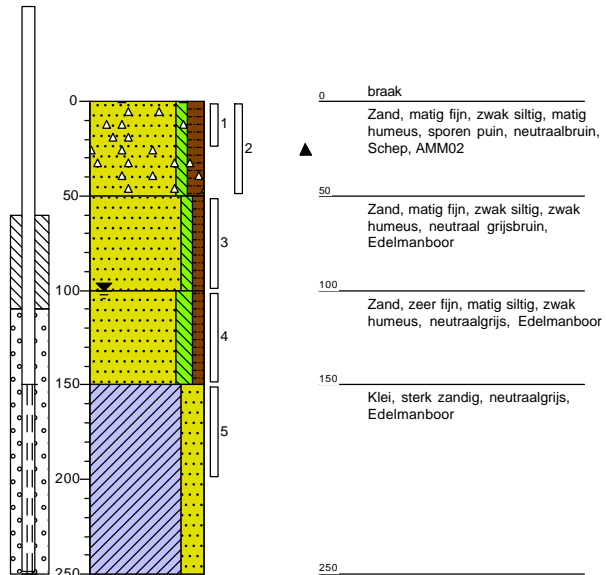 0
50
100
150
200
250
1
2
3
4
5
0
braak
Zand, matig fijn, zwak siltig, matig
humeus, sporen puin, neutraalbruin,
Schep, AMM02
50
Zand, matig fijn, zwak siltig, zwak
humeus, neutraal grijsbruin,
Edelmanboor
100
Zand, zeer fijn, matig siltig, zwak
humeus, neutraalgrijs, Edelmanboor
150
Klei, sterk zandig, neutraalgrijs,
Edelmanboor
250